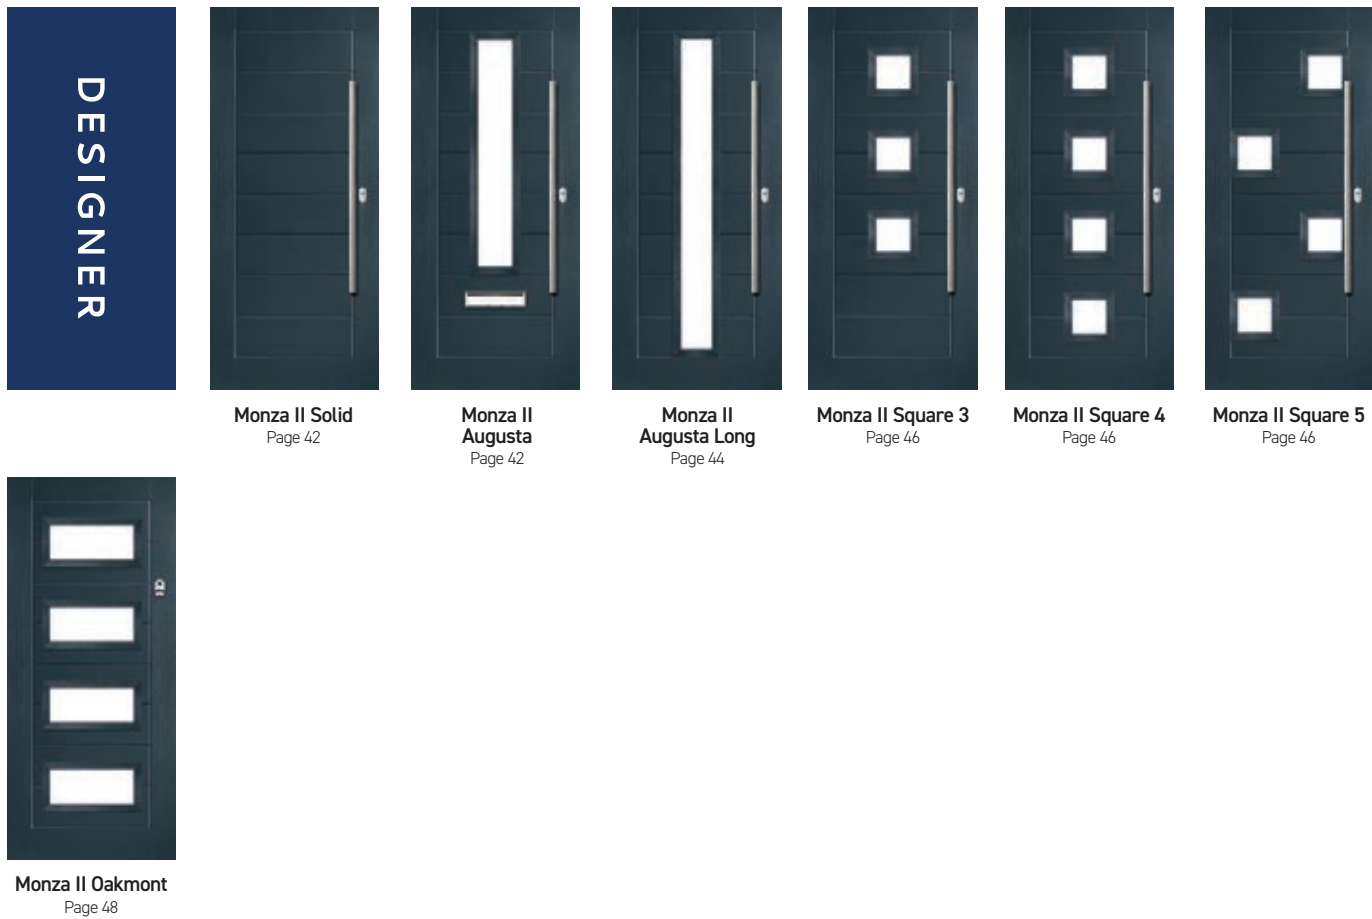 DESIGNER
Monza II Solid
Page 42
Monza II
Augusta
Page 42
Monza II
Augusta Long
Page 44
Monza II Square 3
Page 46
Monza II Square 4
Page 46
Monza II Square 5
Page 46
Monza II Oakmont
Page 48